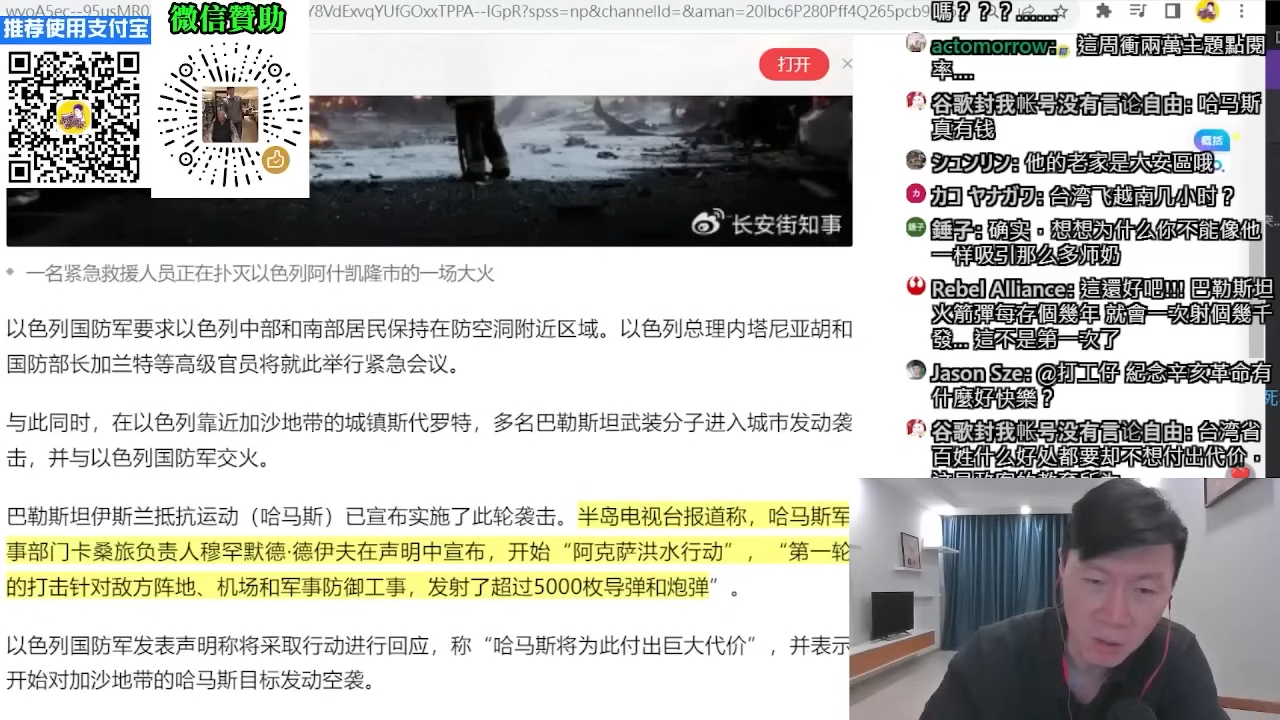 微信贊助
推荐使用支付宝
打开
长安街知事
一名紧急救援人员正在扑灭以色列阿什凯隆市的一场大火
以色列国防军要求以色列中部和南部居民保持在防空洞附近区域。以色列总理内塔尼亚胡和
国防部长加兰特等高级官员将就此举行紧急会议。
与此同时，在以色列靠近加沙地带的城镇斯代罗特，多名巴勒斯坦武装分子进入城市发动袭
击，并与以色列国防军交火。
巴勒斯坦伊斯兰抵抗运动（哈马斯）已宣布实施了此轮袭击。半岛电视台报道称，哈马斯军
事部门卡桑旅负责人穆罕默德·德伊夫在声明中宣布，开始“阿克萨洪水行动”，“第一轮
的打击针对敌方阵地、机场和军事防御工事，发射了超过5000枚导弹和炮弹”。
以色列国防军发表声明称将采取行动进行回应，称“哈马斯将为此付出巨大代价”，并表示
开始对加沙地带的哈马斯目标发动空袭。
嗎？？？......
actomorrow: 這周衝兩萬主題點閱
率....
谷歌封我帐号没有言论自由: 哈马斯
真有钱
概括
シュンリン: 他的老家是大安區哦
カコ ヤナガワ: 台湾飞越南几小时？
錘子: 确实，想想为什么你不能像他
一样吸引那么多师奶
Rebel Alliance: 這還好吧!!! 巴勒斯坦
火箭彈每存個幾年 就會一次射個幾千
發... 這不是第一次了
Jason Sze: @打工仔 紀念辛亥革命有
什麼好快樂？
谷歌封我帐号没有言论自由: 台湾省
百姓什么好处都要却不想付出代价，